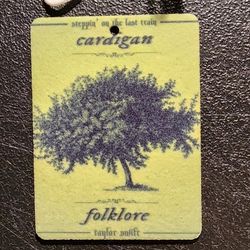 steppin' on the last train
cardigan
folklore
taylor swift